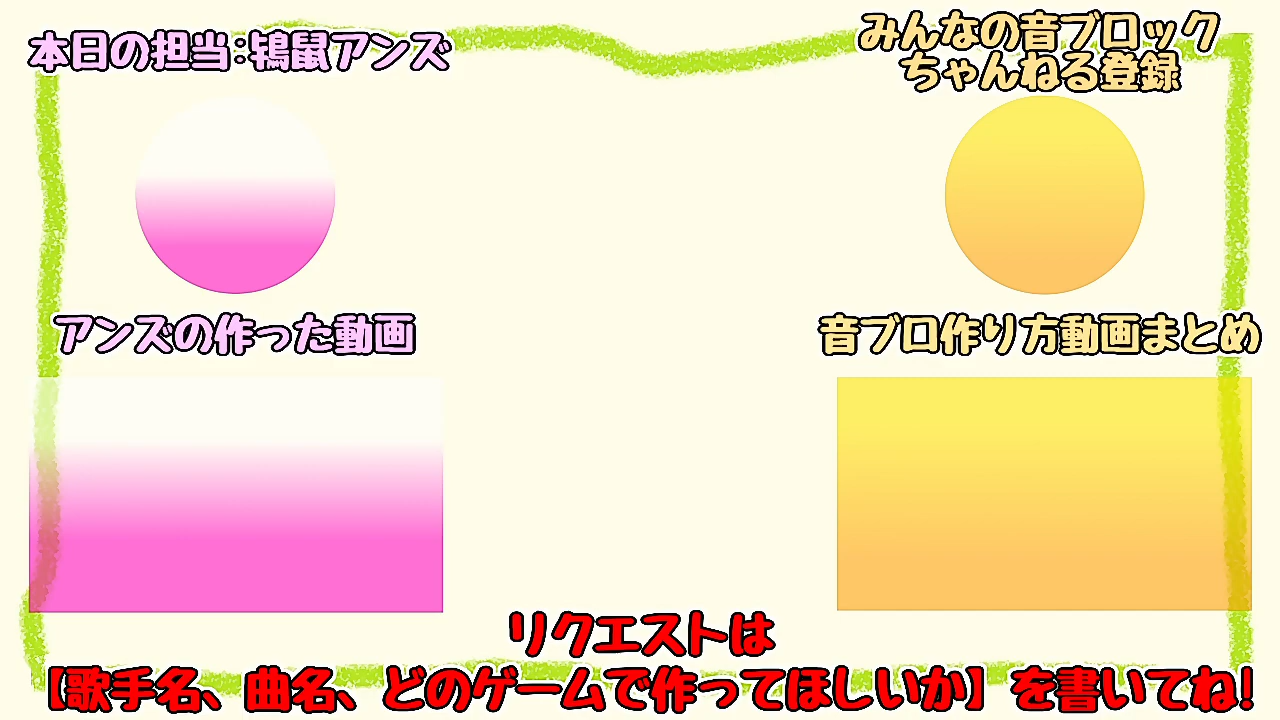 本日の担当:鴇鼠アンズ
みんなの音ブロック
ちゃんねる登録
アンズの作った動画
音ブロ作り方動画まとめ
リクエストは
【歌手名、曲名、どのゲームで作ってほしいか】を書いてね!